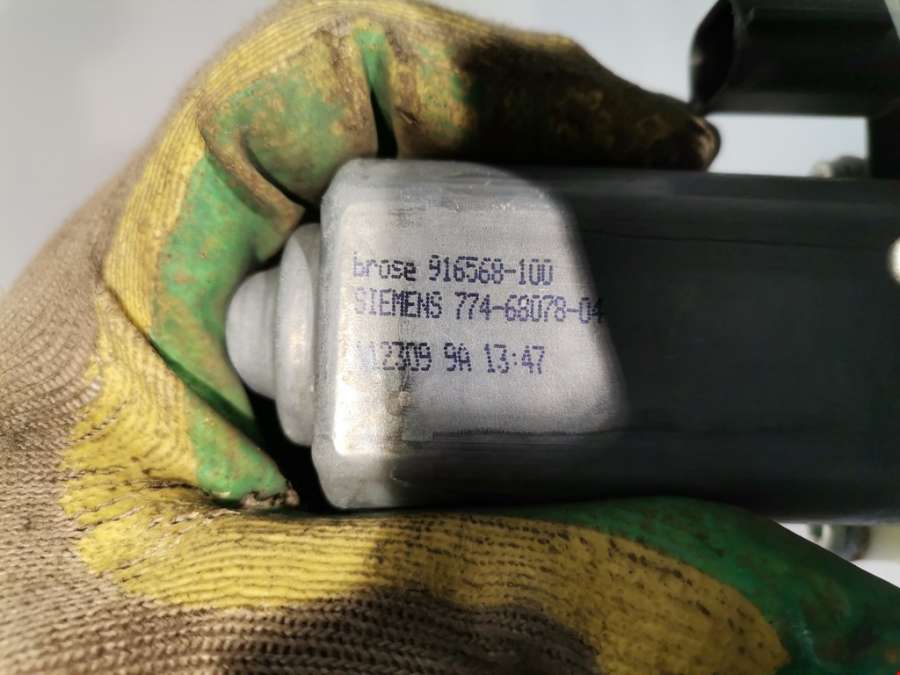 brose 916568-100
SIEMENS 774-68078-04
112309 9A 13:47